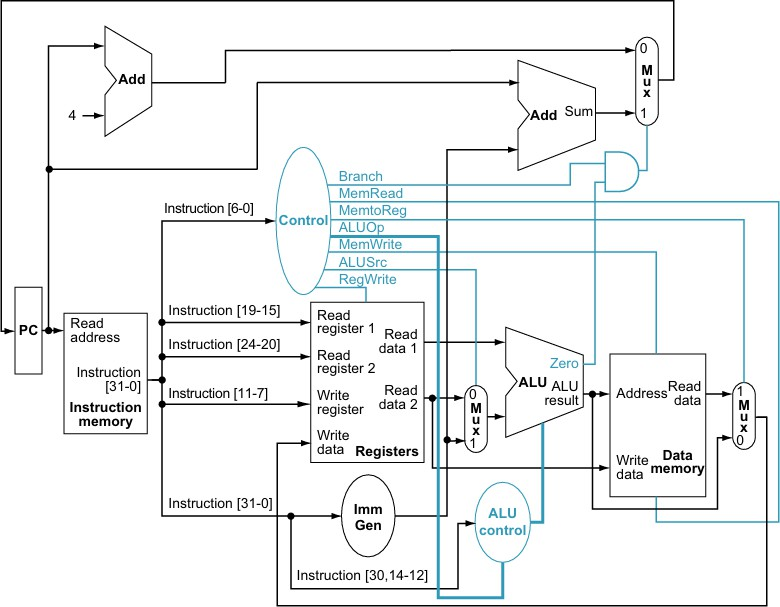 0
Mux
1
Add
4
Add Sum
Branch
MemRead
MemtoReg
ALUOp
MemWrite
ALUSrc
RegWrite
Control
Instruction [6-0]
Instruction [19-15]
Instruction [24-20]
Instruction [11-7]
Instruction [31-0]
Instruction [30,14-12]
PC
Read
address
Instruction
[31-0]
Instruction
memory
Read
register 1
Read
register 2
Write
register
Write
data
Read
data 1
Read
data 2
Registers
0
Mux
1
Zero
ALU
ALU
result
Address
Read
data
Write
data
Data
memory
1
Mux
0
Imm
Gen
ALU
control